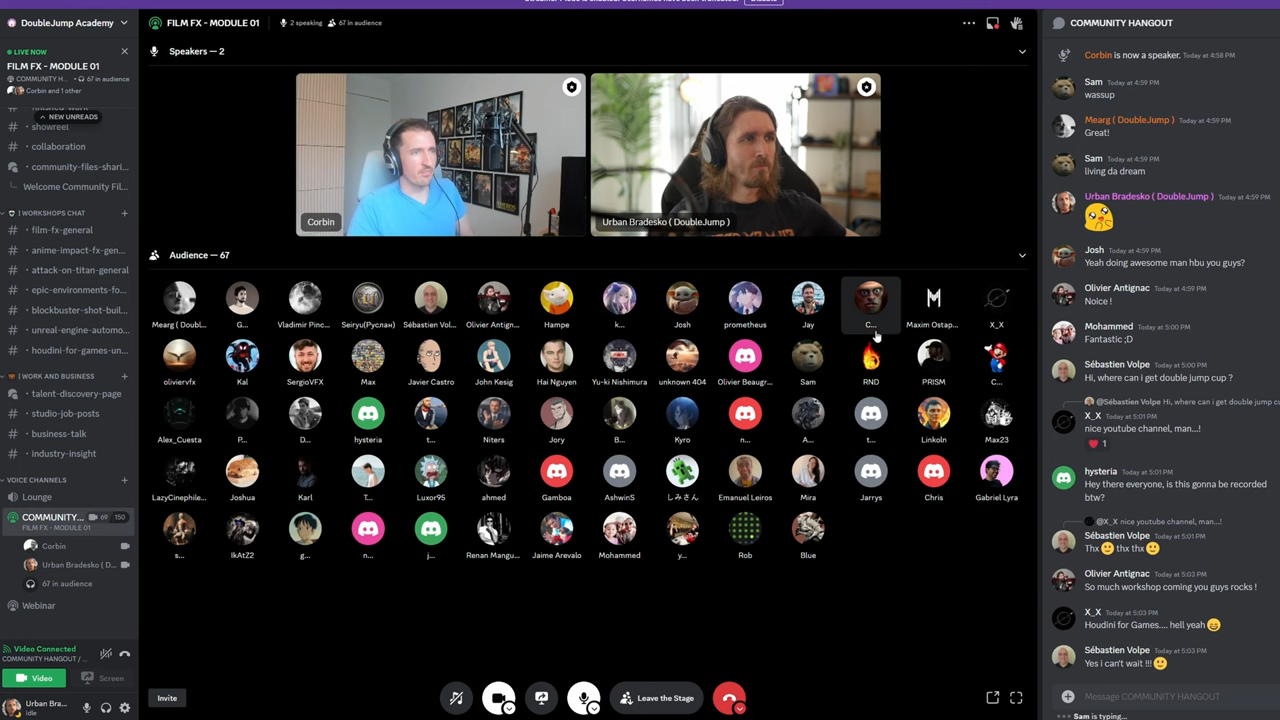 DoubleJump Academy
LIVE NOW
FILM FX - MODULE 01
COMMUNITY H... 67 in audience
Corbin and 1 other
NEW UNREADS
showreel
collaboration
community-files-shari...
Welcome Community Fil...
| WORKSHOPS CHAT
film-fx-general
anime-impact-fx-gen...
attack-on-titan-general
epic-environments-fo...
blockbuster-shot-buil...
unreal-engine-automo...
houdini-for-games-un...
| WORK AND BUSINESS
talent-discovery-page
studio-job-posts
business-talk
industry-insight
VOICE CHANNELS
Lounge
COMMUNITY... 69 150
FILM FX - MODULE 01
Corbin
Urban Bradesko ( D...
67 in audience
Webinar
Video Connected
COMMUNITY HANGOUT / ...
Video Screen
Urban Bra...
Idle
FILM FX - MODULE 01 2 speaking 67 in audience
Speakers — 2
Corbin
Urban Bradesko ( DoubleJump )
Audience — 67
Mearg ( Doubl... G... Vladimir Pinc... Seiryu(Руслан) Sébastien Vol... Olivier Antign... Hampe k... Josh prometheus Jay C... Maxim Ostap... X_X
oliviervfx Kal SergioVFX Max Javier Castro John Kesig Hai Nguyen Yu-ki Nishimura unknown 404 Olivier Beaugr... Sam RND PRISM C...
Alex_Cuesta P... D... hysteria t... Niters Jory B... Kyro n... A... t... Linkoln Max23
LazyCinephile... Joshua Karl T... Luxor95 ahmed Gamboa AshwinS しみさん Emanuel Leiros Mira Jarrys Chris Gabriel Lyra
s... IkAtZ2 g... n... j... Renan Mangu... Jaime Arevalo Mohammed y... Rob Blue
Invite
Leave the Stage
COMMUNITY HANGOUT
Corbin is now a speaker. Today at 4:58 PM
Sam Today at 4:59 PM
wassup
Mearg ( DoubleJump ) Today at 4:59 PM
Great!
Sam Today at 4:59 PM
living da dream
Urban Bradesko ( DoubleJump ) Today at 4:59 PM
Josh Today at 4:59 PM
Yeah doing awesome man hbu you guys?
Olivier Antignac Today at 4:59 PM
Noice !
Mohammed Today at 5:00 PM
Fantastic ;D
Sébastien Volpe Today at 5:00 PM
Hi, where can i get double jump cup ?
@Sébastien Volpe Hi, where can i get double jump cu
X_X Today at 5:01 PM
nice youtube channel, man...!
1
hysteria Today at 5:01 PM
Hey there everyone, is this gonna be recorded
btw?
@X_X nice youtube channel, man...!
Sébastien Volpe Today at 5:01 PM
Thx 🙂 thx thx 🙂
Olivier Antignac Today at 5:03 PM
So much workshop coming you guys rocks !
X_X Today at 5:03 PM
Houdini for Games.... hell yeah 😄
Sébastien Volpe Today at 5:03 PM
Yes i can't wait !!! 🙂
Message COMMUNITY HANGOUT
Sam is typing...